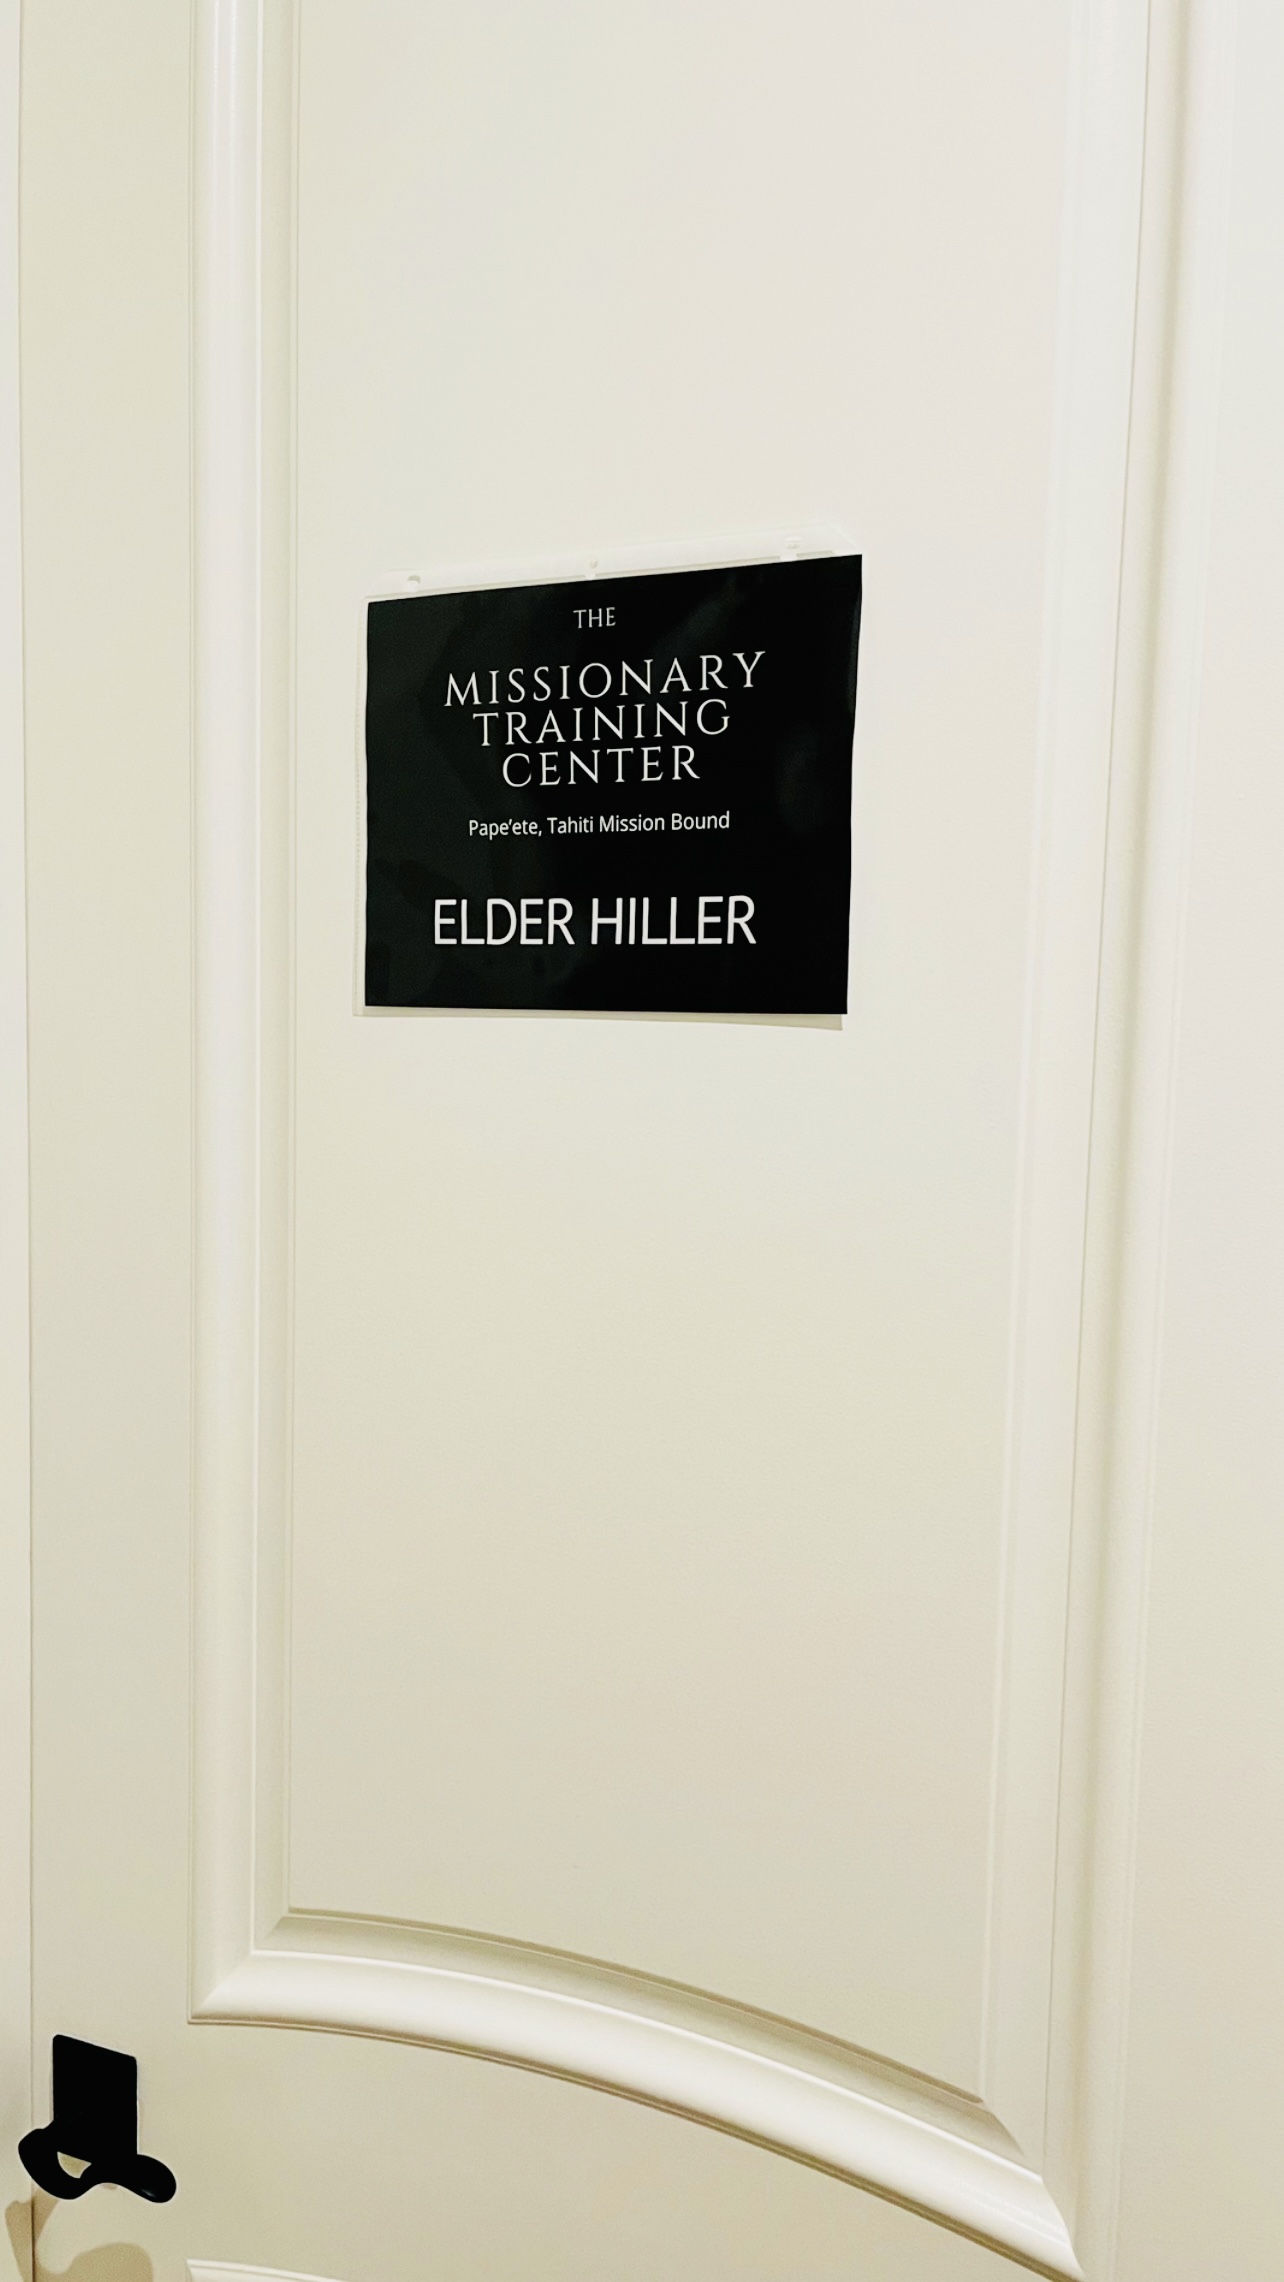 THE
MISSIONARY
TRAINING
CENTER
Pape'ete, Tahiti Mission Bound
ELDER HILLER